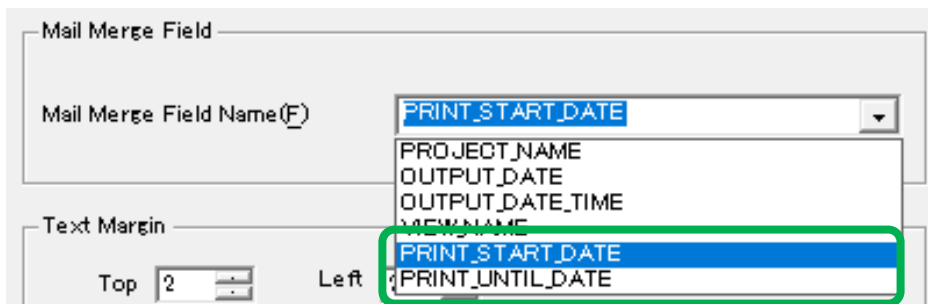 Mail Merge Field
Mail Merge Field Name(F)
PRINT_START_DATE
PROJECT_NAME
OUTPUT_DATE
OUTPUT_DATE_TIME
VIEW_NAME
PRINT_START_DATE
PRINT_UNTIL_DATE
Text Margin
Top 2 Left